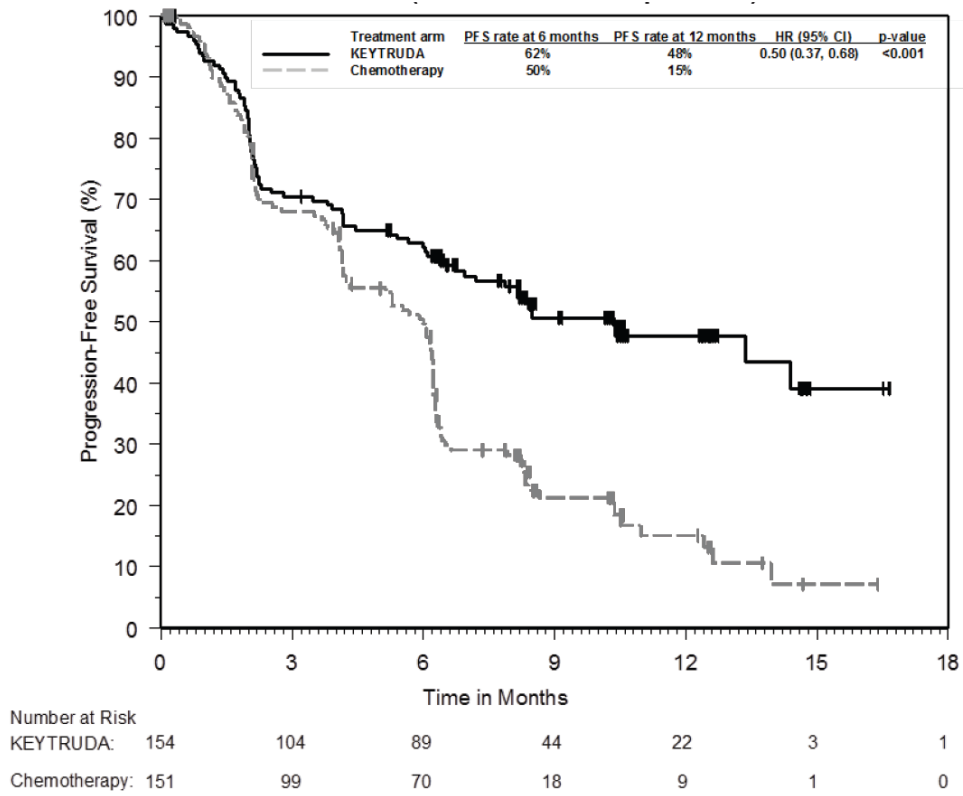 Treatment arm PFS rate at 6 months PFS rate at 12 months HR (95% CI) p-value
KEYTRUDA 62% 48% 0.50 (0.37, 0.68) <0.001
Chemotherapy 50% 15%
Progression-Free Survival (%)
100
90
80
70
60
50
40
30
20
10
0
0 3 6 9 12 15 18
Time in Months
Number at Risk
KEYTRUDA: 154 104 89 44 22 3 1
Chemotherapy: 151 99 70 18 9 1 0